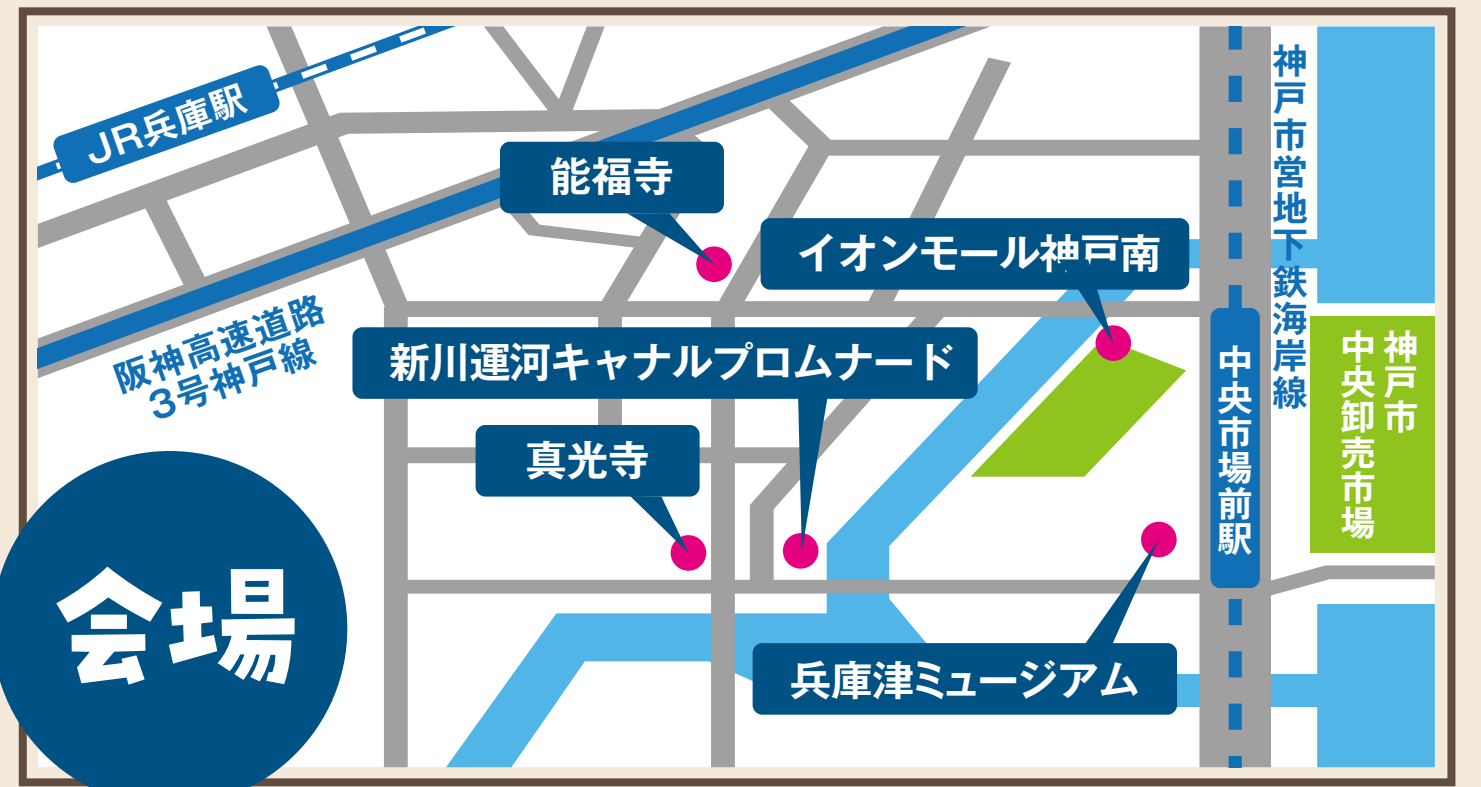 JR兵庫駅
能福寺
イオンモール神戸南
神戸市営地下鉄海岸線
阪神高速道路
3号神戸線
新川運河キャナルプロムナード
中央市場前駅
神戸市
中央卸売市場
真光寺
会場
兵庫津ミュージアム